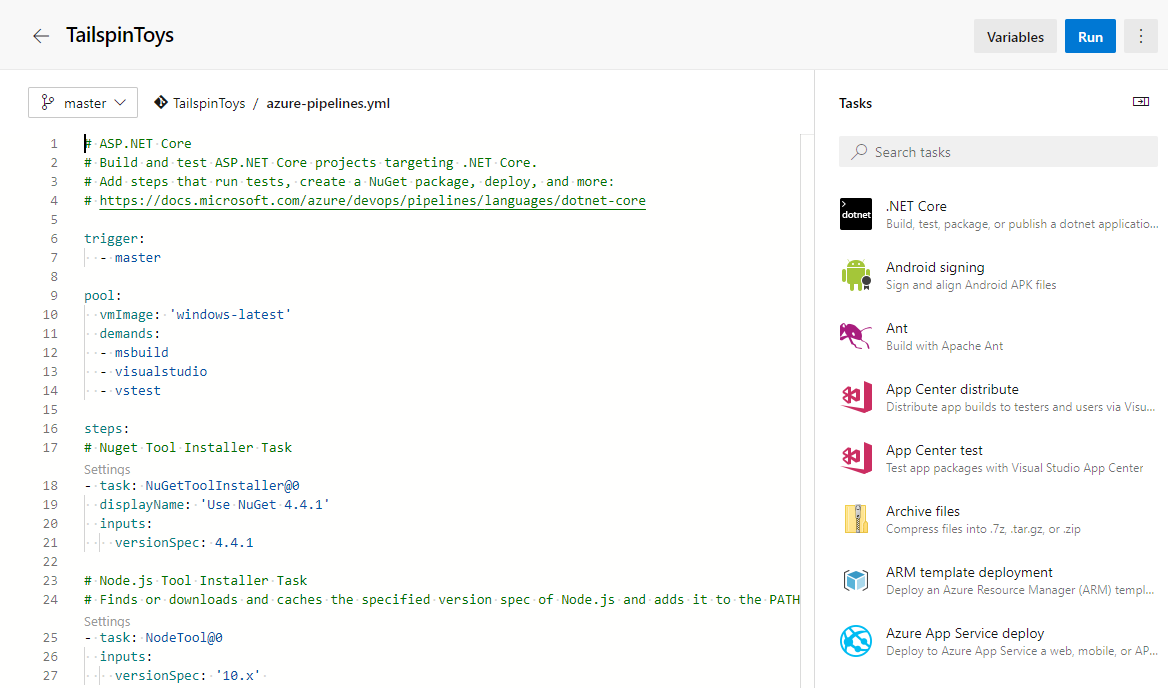 TailspinToys
Variables
Run
master
TailspinToys / azure-pipelines.yml
1 # ASP.NET Core
2 # Build and test ASP.NET Core projects targeting .NET Core.
3 # Add steps that run tests, create a NuGet package, deploy, and more:
4 # https://docs.microsoft.com/azure/devops/pipelines/languages/dotnet-core
5
6 trigger:
7 - master
8
9 pool:
10 vmImage: 'windows-latest'
11 demands:
12 - msbuild
13 - visualstudio
14 - vstest
15
16 steps:
17 # Nuget Tool Installer Task
Settings
18 - task: NuGetToolInstaller@0
19 displayName: 'Use NuGet 4.4.1'
20 inputs:
21 versionSpec: 4.4.1
22
23 # Node.js Tool Installer Task
24 # Finds or downloads and caches the specified version spec of Node.js and adds it to the PATH
Settings
25 - task: NodeTool@0
26 inputs:
27 versionSpec: '10.x'
Tasks
Search tasks
dotnet
.NET Core
Build, test, package, or publish a dotnet applicatio...
Android signing
Sign and align Android APK files
Ant
Build with Apache Ant
App Center distribute
Distribute app builds to testers and users via Visu...
App Center test
Test app packages with Visual Studio App Center
Archive files
Compress files into .7z, .tar.gz, or .zip
ARM template deployment
Deploy an Azure Resource Manager (ARM) templ...
Azure App Service deploy
Deploy to Azure App Service a web, mobile, or AP...